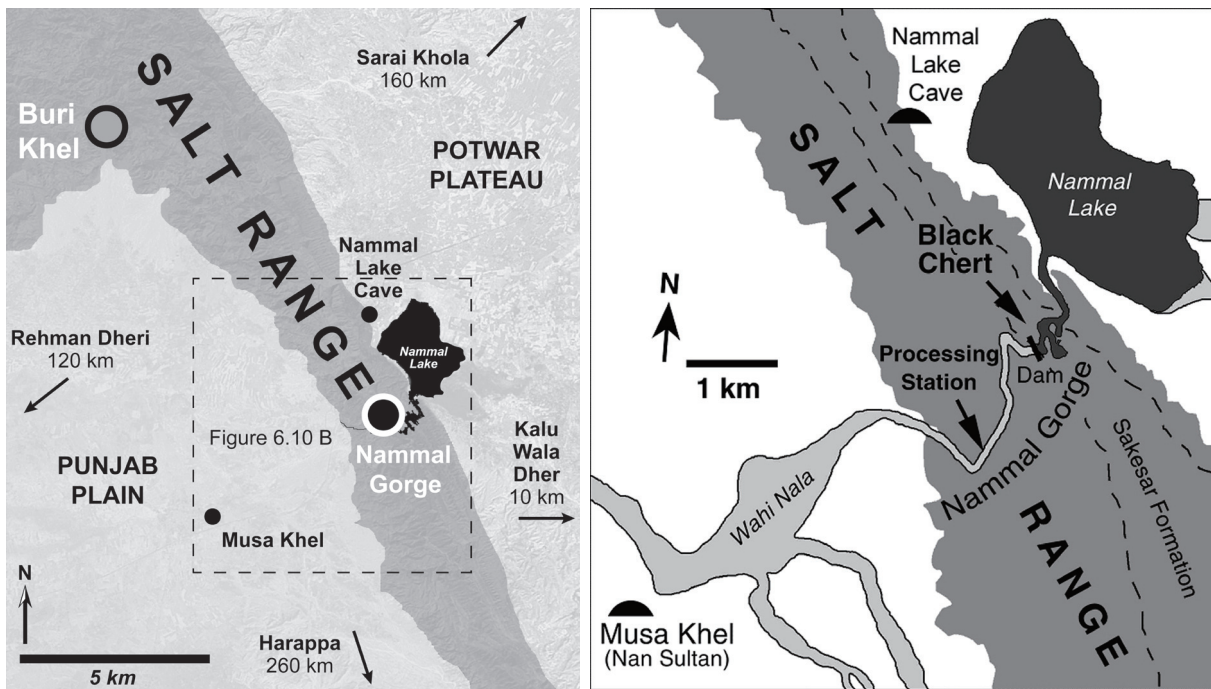 Sarai Khola
160 km
SALT RANGE
Buri
Khel
POTWAR
PLATEAU
Nammal
Lake
Cave
Nammal
Lake
Rehman Dheri
120 km
Figure 6.10 B
Nammal
Gorge
Kalu
Wala
Dher
10 km
PUNJAB
PLAIN
Musa Khel
N
Harappa
260 km
5 km
Nammal
Lake
Cave
SALT
Nammal
Lake
Black
Chert
N
1 km
Processing
Station
Dam
Nammal Gorge
Sakesar Formation
Wahi Nala
RANGE
Musa Khel
(Nan Sultan)